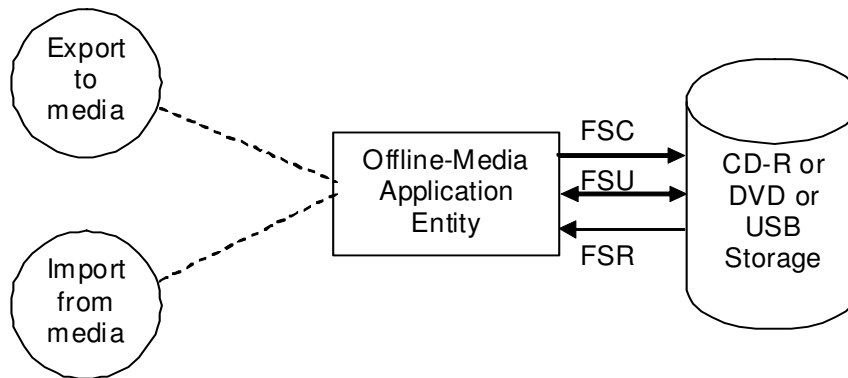 Export
to
media
Offline-Media
Application
Entity
FSC
FSU
FSR
CD-R or
DVD or
USB
Storage
Import
from
media